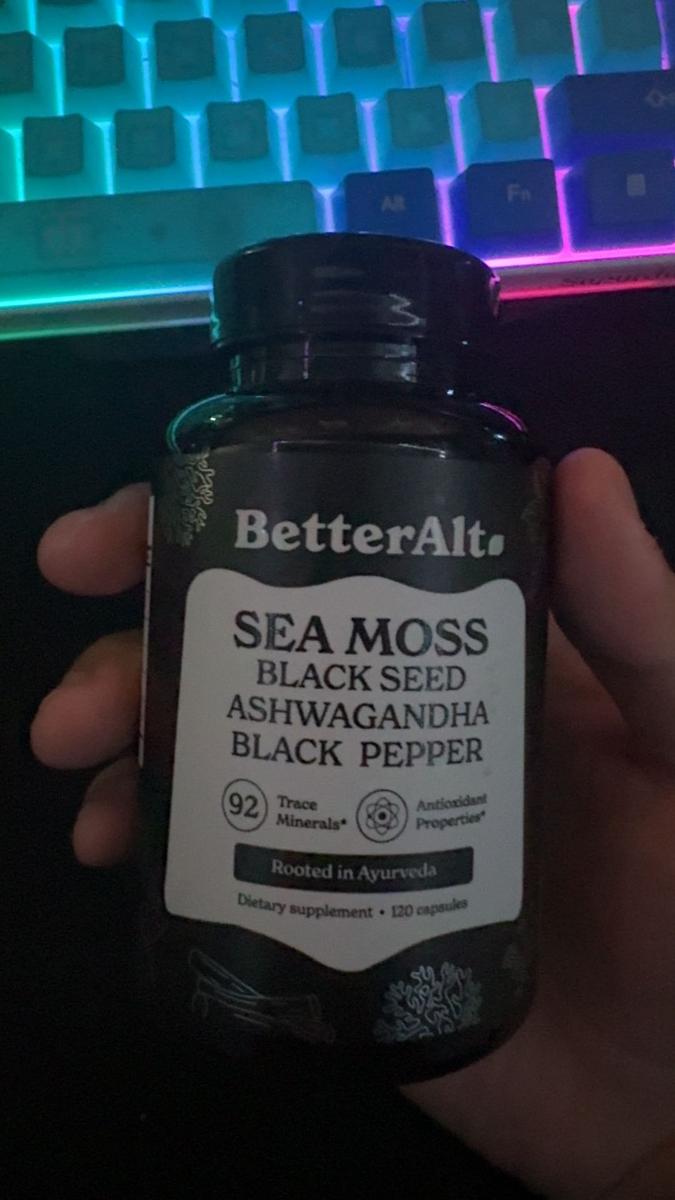 Alt
Fn
BetterAlt
SEA MOSS
BLACK SEED
ASHWAGANDHA
BLACK PEPPER
92 Trace Minerals*
Antioxidant Properties*
Rooted in Ayurveda
Dietary supplement • 120 capsules